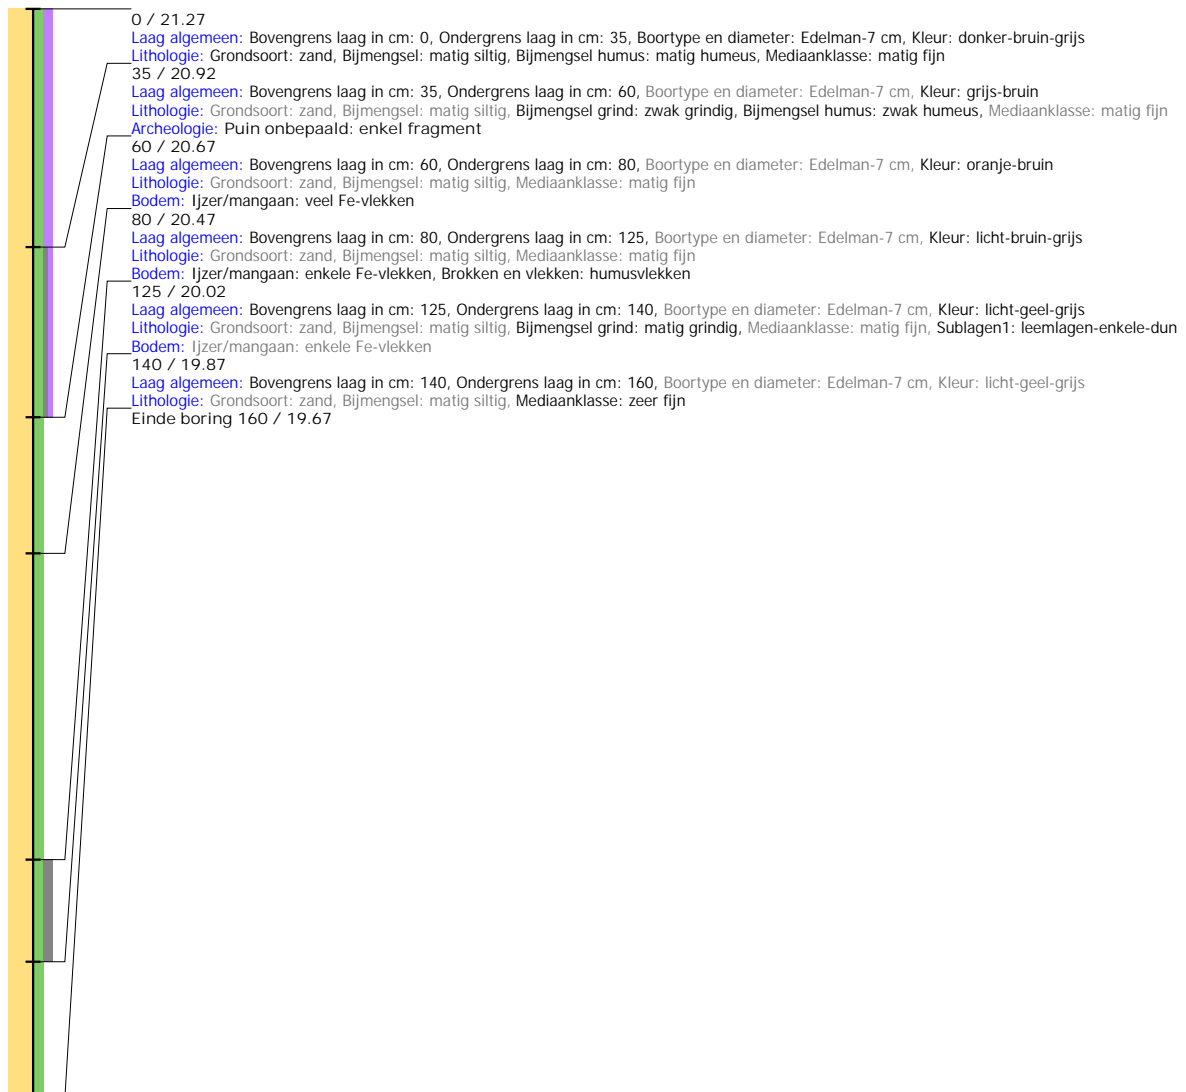 0 / 21.27
Laag algemeen: Bovengrens laag in cm: 0, Ondergrens laag in cm: 35, Boortype en diameter: Edelman-7 cm, Kleur: donker-bruin-grijs
Lithologie: Grondsoort: zand, Bijmengsel: matig siltig, Bijmengsel humus: matig humeus, Mediaanklasse: matig fijn
35 / 20.92
Laag algemeen: Bovengrens laag in cm: 35, Ondergrens laag in cm: 60, Boortype en diameter: Edelman-7 cm, Kleur: grijs-bruin
Lithologie: Grondsoort: zand, Bijmengsel: matig siltig, Bijmengsel grind: zwak grindig, Bijmengsel humus: zwak humeus, Mediaanklasse: matig fijn
Archeologie: Puin onbepaald: enkel fragment
60 / 20.67
Laag algemeen: Bovengrens laag in cm: 60, Ondergrens laag in cm: 80, Boortype en diameter: Edelman-7 cm, Kleur: oranje-bruin
Lithologie: Grondsoort: zand, Bijmengsel: matig siltig, Mediaanklasse: matig fijn
Bodem: Ijzer/mangaan: veel Fe-vlekken
80 / 20.47
Laag algemeen: Bovengrens laag in cm: 80, Ondergrens laag in cm: 125, Boortype en diameter: Edelman-7 cm, Kleur: licht-bruin-grijs
Lithologie: Grondsoort: zand, Bijmengsel: matig siltig, Mediaanklasse: matig fijn
Bodem: Ijzer/mangaan: enkele Fe-vlekken, Brokken en vlekken: humusvlekken
125 / 20.02
Laag algemeen: Bovengrens laag in cm: 125, Ondergrens laag in cm: 140, Boortype en diameter: Edelman-7 cm, Kleur: licht-geel-grijs
Lithologie: Grondsoort: zand, Bijmengsel: matig siltig, Bijmengsel grind: matig grindig, Mediaanklasse: matig fijn, Sublagen1: leemlagen-enkele-dun
Bodem: Ijzer/mangaan: enkele Fe-vlekken
140 / 19.87
Laag algemeen: Bovengrens laag in cm: 140, Ondergrens laag in cm: 160, Boortype en diameter: Edelman-7 cm, Kleur: licht-geel-grijs
Lithologie: Grondsoort: zand, Bijmengsel: matig siltig, Mediaanklasse: zeer fijn
Einde boring 160 / 19.67